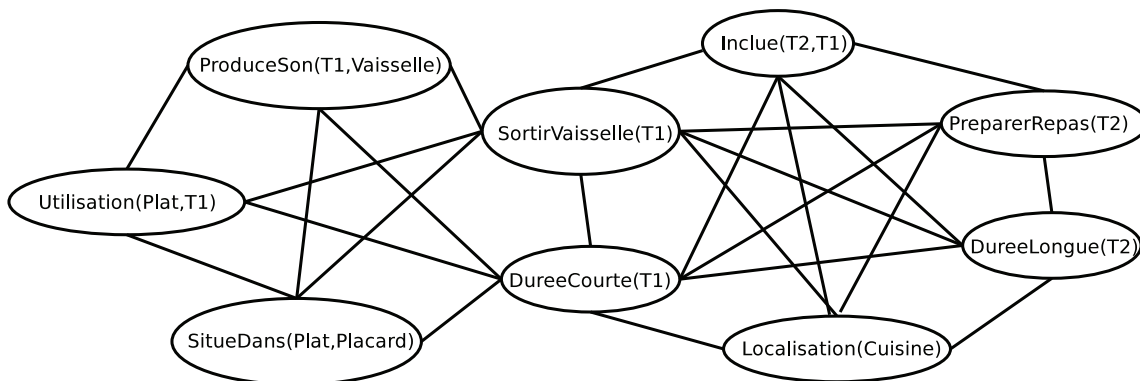 Inclue(T2,T1)
ProduceSon(T1,Vaisselle)
PreparerRepas(T2)
SortirVaisselle(T1)
Utilisation(Plat,T1)
DureeLongue(T2)
DureeCourte(T1)
SitueDans(Plat,Placard)
Localisation(Cuisine)